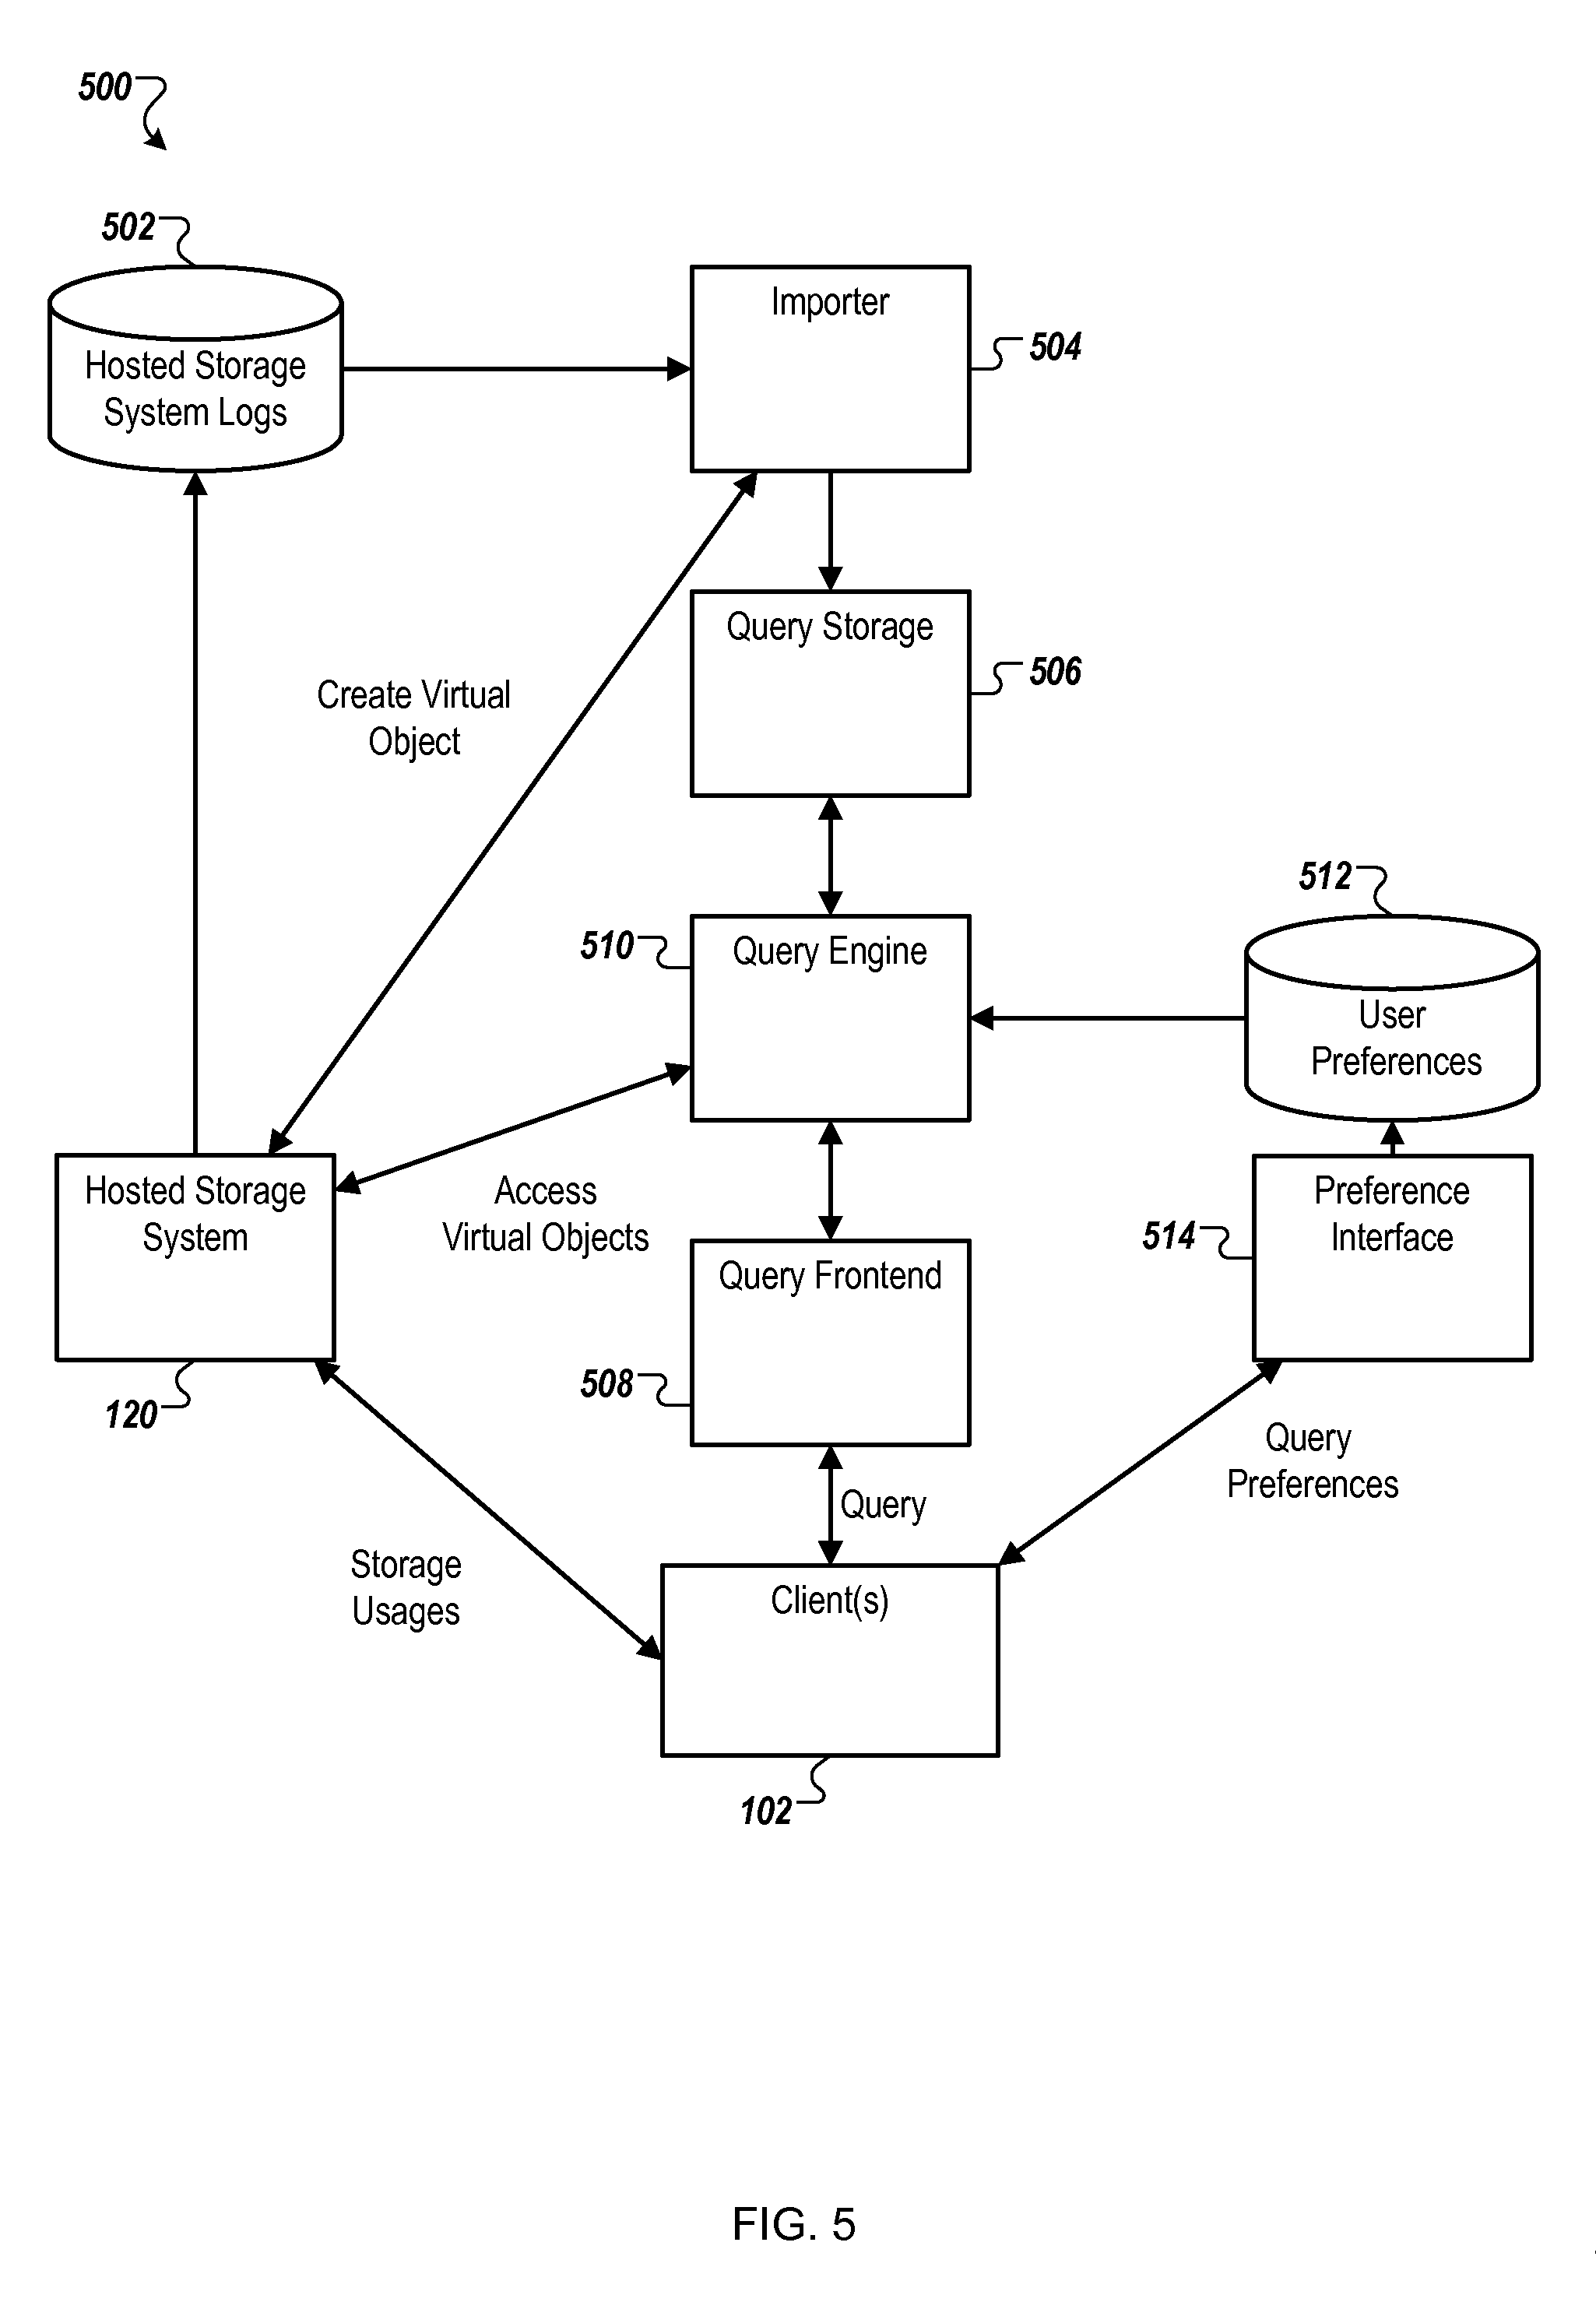 500
502
Hosted Storage
System Logs
Importer
504
Query Storage
506
Create Virtual
Object
510
Query Engine
512
User
Preferences
Hosted Storage
System
120
Access
Virtual Objects
Query Frontend
508
514
Preference
Interface
Query
Preferences
Query
Storage
Usages
Client(s)
102
FIG. 5